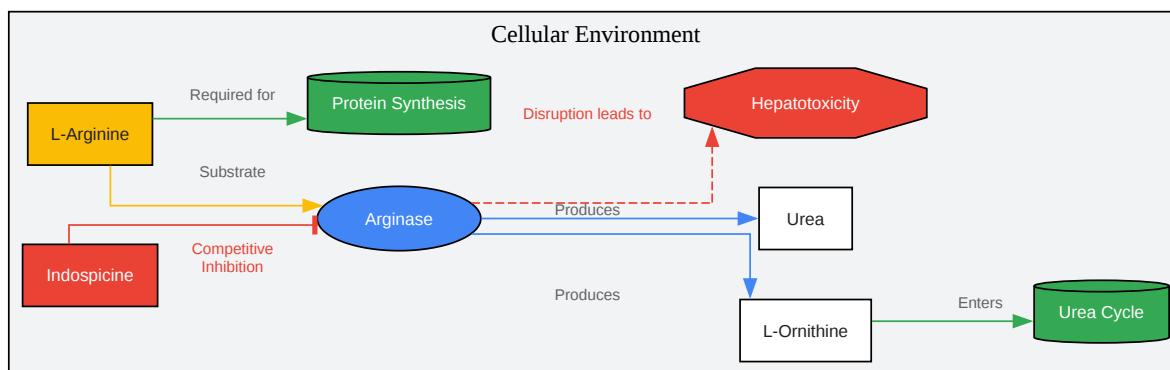 Cellular Environment
Required for
Protein Synthesis
Disruption leads to
Hepatotoxicity
L-Arginine
Substrate
Arginase
Produces
Urea
Indospicine
Competitive
Inhibition
Produces
L-Ornithine
Enters
Urea Cycle